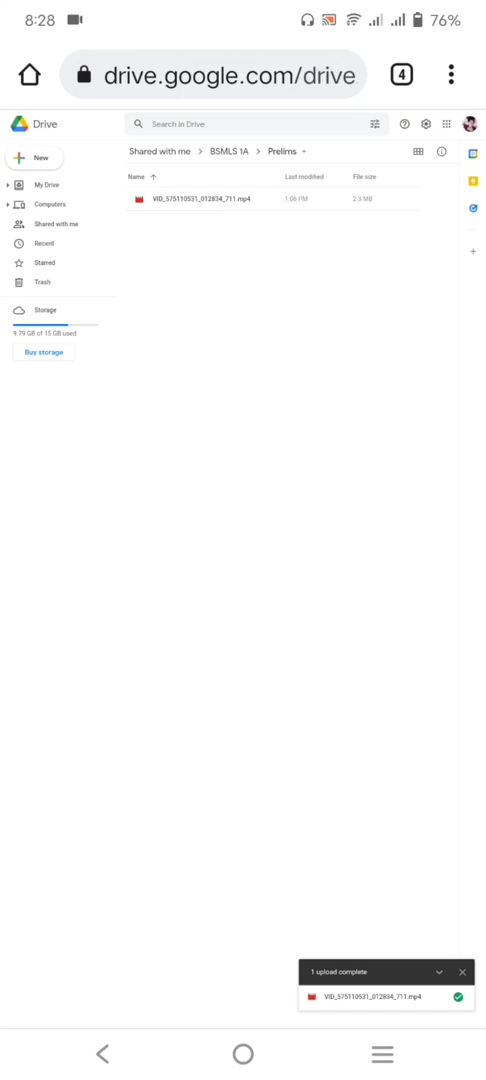 8:28
76%
drive.google.com/drive
4
Drive
Search in Drive
New
Shared with me > BSMLS 1A > Prelims
Name
Last modified
File size
My Drive
VID_575110531_012834_711.mp4
1:06 PM
2.3 MB
Computers
Shared with me
Recent
Starred
Trash
Storage
9.79 GB of 15 GB used
Buy storage
1 upload complete
VID_575110531_012834_711.mp4